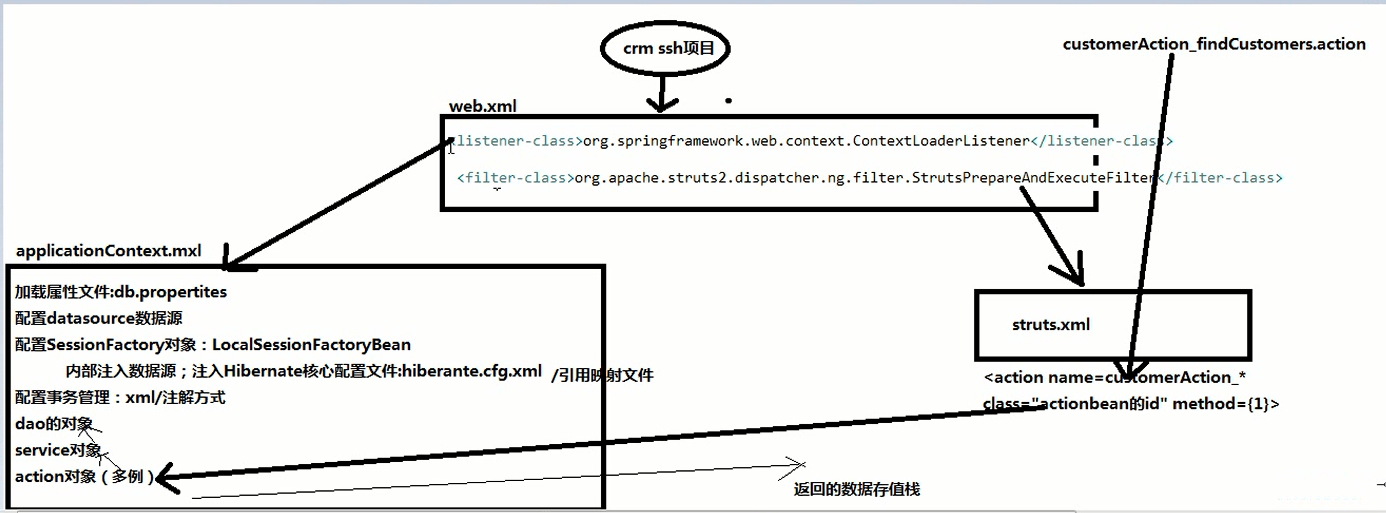 crm ssh项目
customerAction_findCustomers.action
web.xml
listener-class>org.springframework.web.context.ContextLoaderListener</listener-class>
<filter-class>org.apache.struts2.dispatcher.ng.filter.StrutsPrepareAndExecuteFilter</filter-class>
applicationContext.mxl
加载属性文件:db.propertites
配置datasource数据源
配置SessionFactory对象：LocalSessionFactoryBean
内部注入数据源；注入Hibernate核心配置文件:hiberante.cfg.xml /引用映射文件
配置事务管理：xml/注解方式
dao的对象
service对象
action对象（多例）
struts.xml
<action name=customerAction_*
class="actionbean的id" method={1}>
返回的数据存值栈